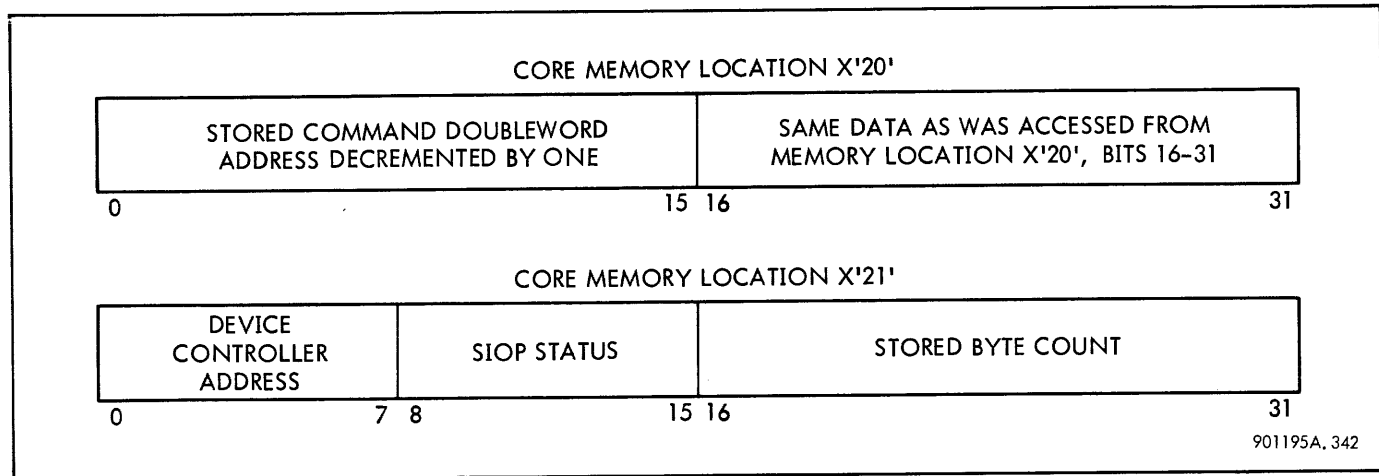 CORE MEMORY LOCATION X'20'
STORED COMMAND DOUBLEWORD
ADDRESS DECREMENTED BY ONE
SAME DATA AS WAS ACCESSED FROM
MEMORY LOCATION X'20', BITS 16-31
0 15 16 31
CORE MEMORY LOCATION X'21'
DEVICE
CONTROLLER
ADDRESS
SIOP STATUS
STORED BYTE COUNT
0 7 8 15 16 31
901195A. 342